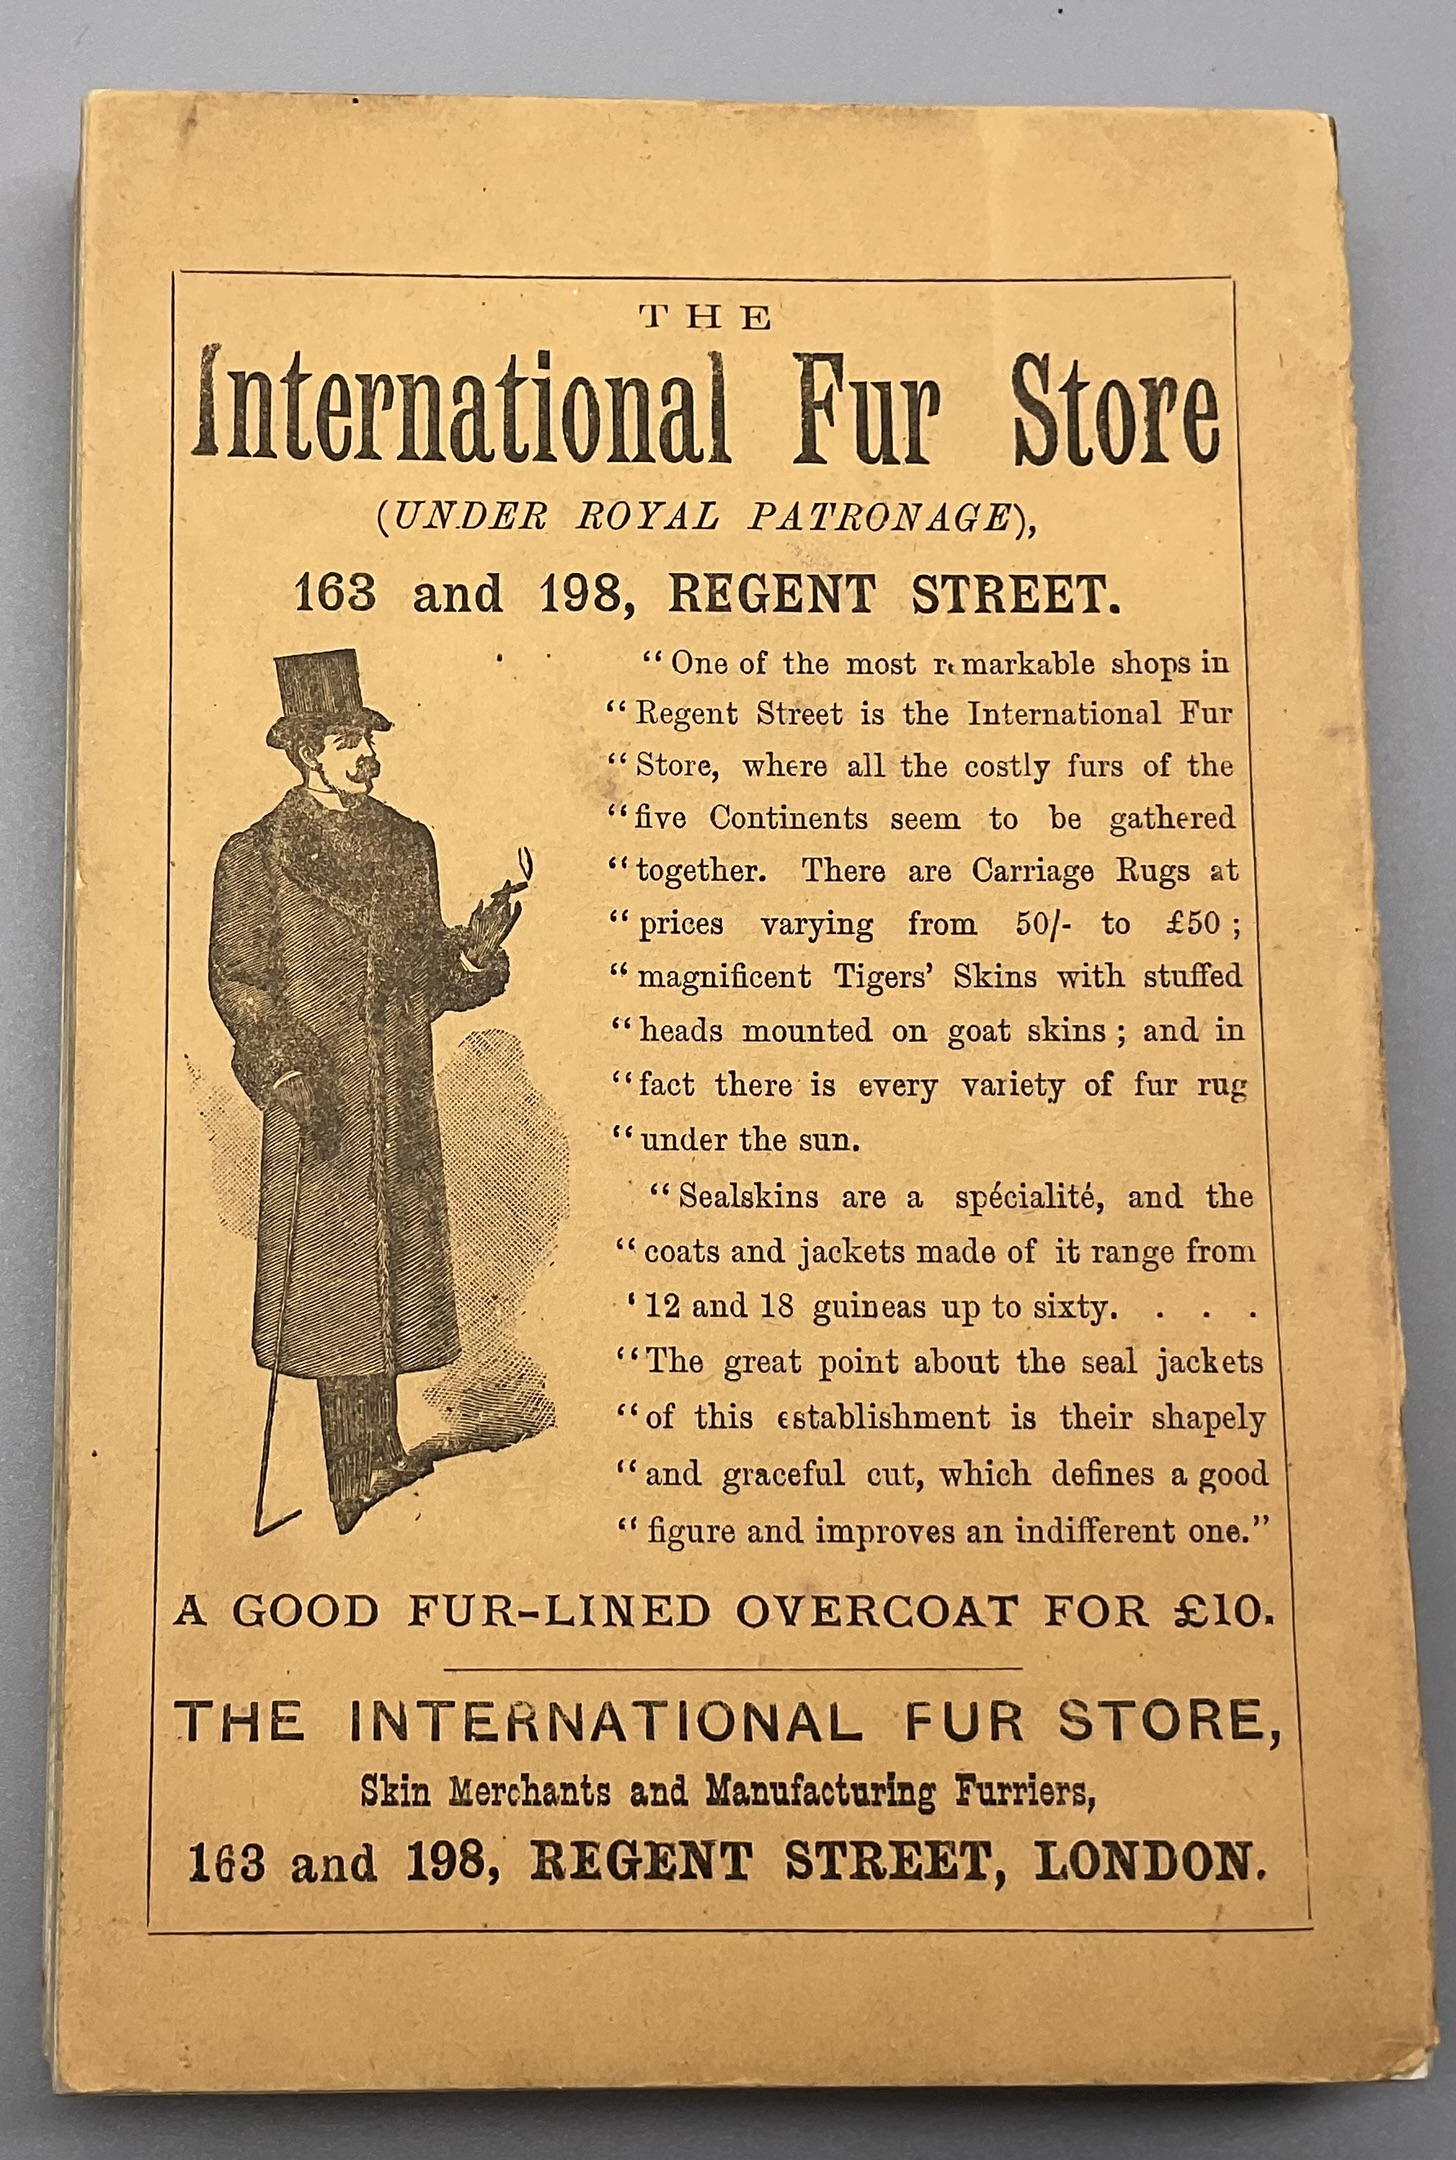 THE
International Fur Store
(UNDER ROYAL PATRONAGE),
163 and 198, REGENT STREET.
“One of the most remarkable shops in
“Regent Street is the International Fur
“Store, where all the costly furs of the
“five Continents seem to be gathered
“together. There are Carriage Rugs at
“prices varying from 50/- to £50 ;
“magnificent Tigers’ Skins with stuffed
“heads mounted on goat skins ; and in
“fact there is every variety of fur rug
“under the sun.
“Sealskins are a spécialité, and the
“coats and jackets made of it range from
‘12 and 18 guineas up to sixty. . . .
“The great point about the seal jackets
“of this establishment is their shapely
“and graceful cut, which defines a good
“figure and improves an indifferent one.”
A GOOD FUR-LINED OVERCOAT FOR £10.
THE INTERNATIONAL FUR STORE,
Skin Merchants and Manufacturing Furriers,
163 and 198, REGENT STREET, LONDON.